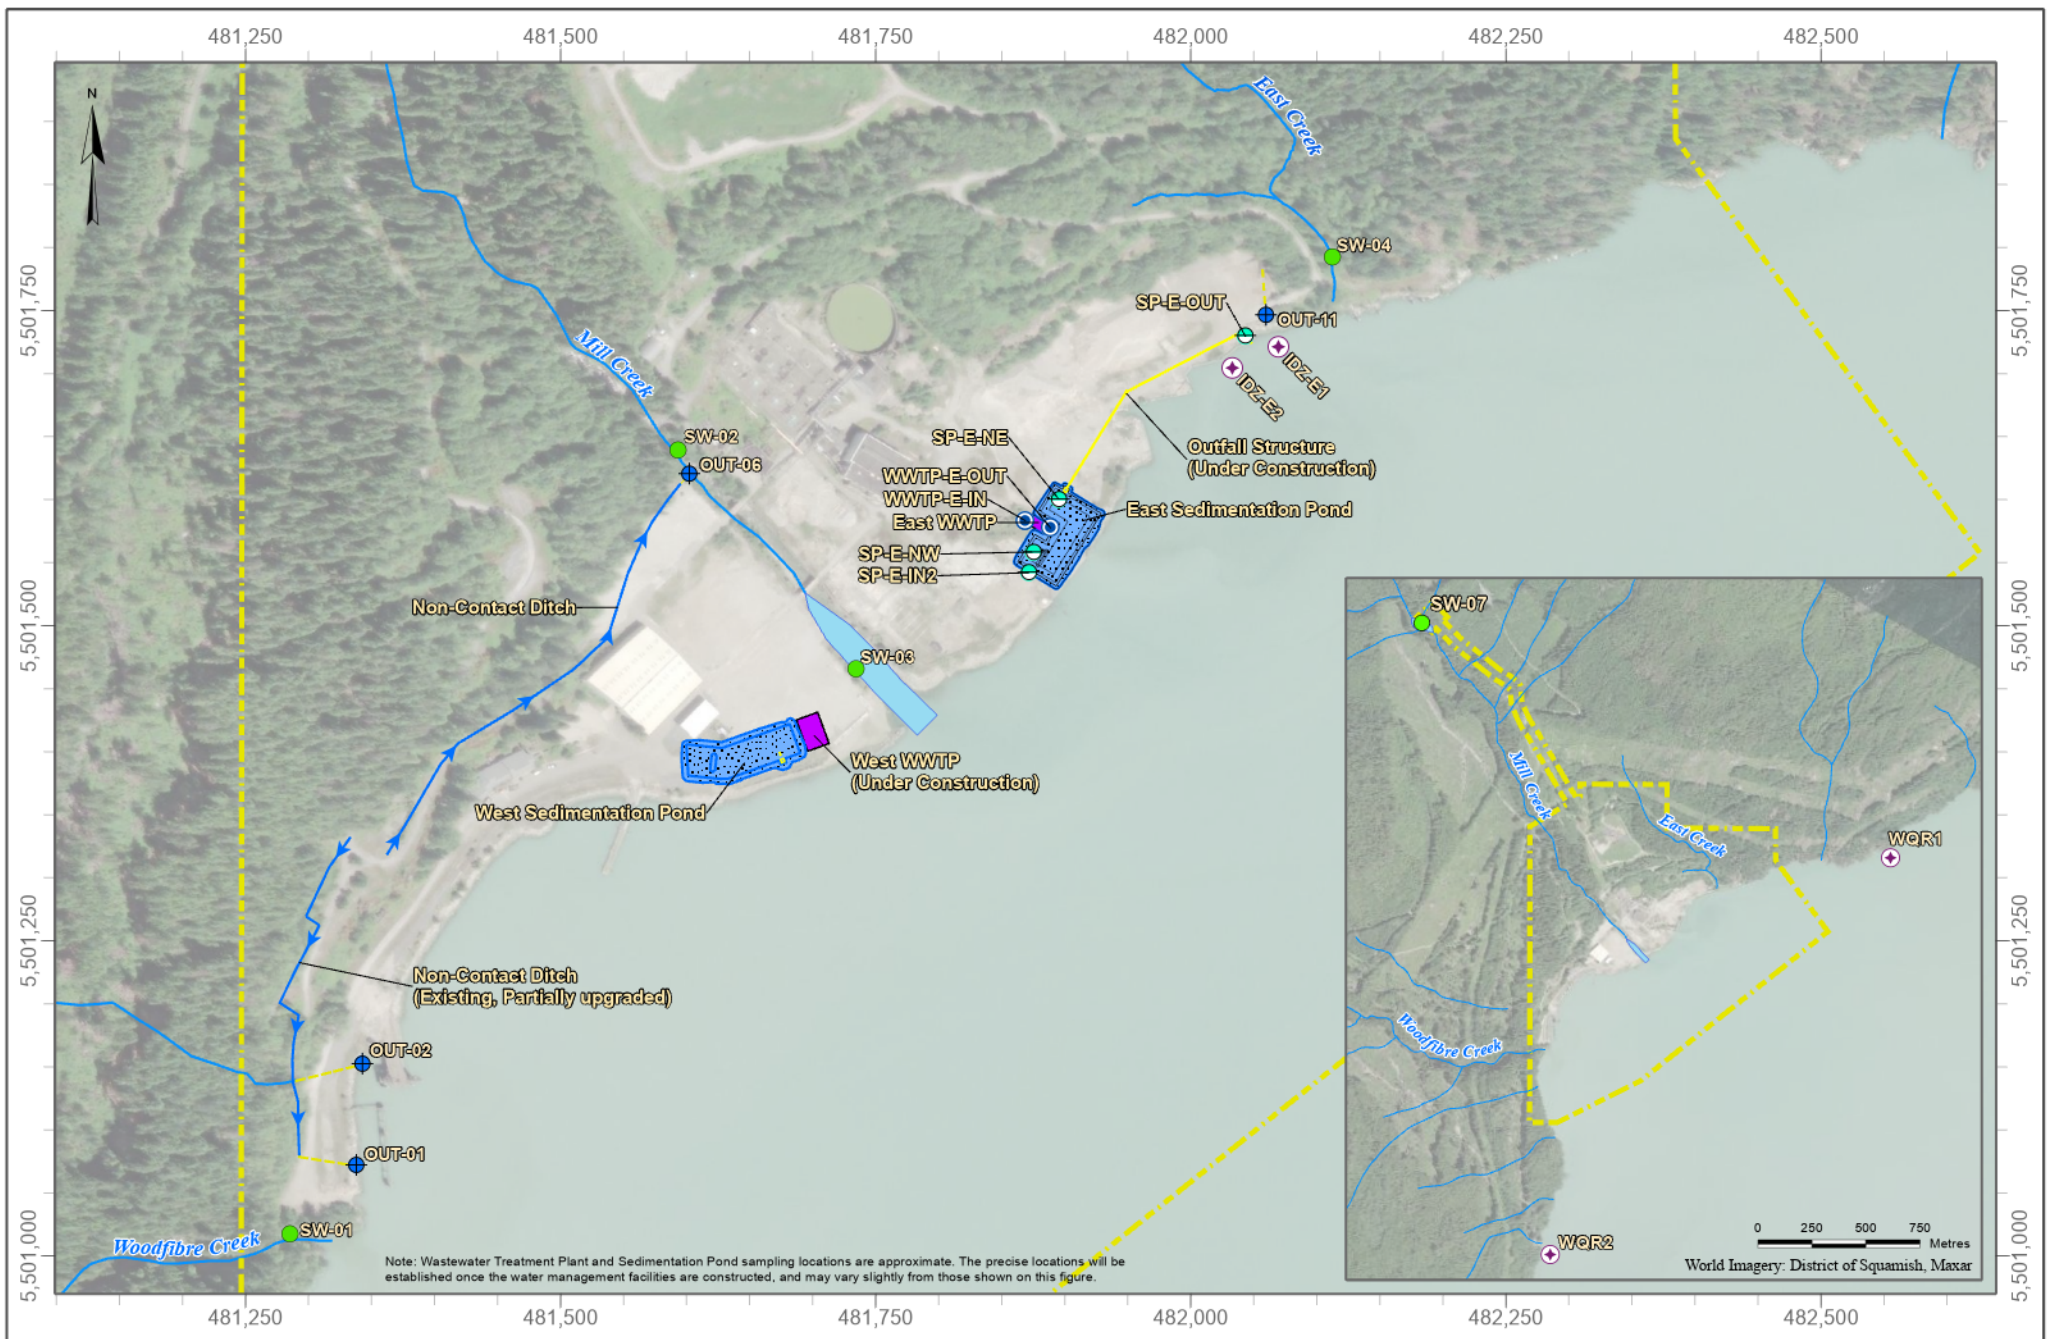 481,250
481,500
481,750
482,000
482,250
482,500
N
East Creek
SW-04
5,501,750
5,501,750
SP-E-OUT
OUT-11
Mill Creek
IDZ-E1
IDZ-E2
SW-02
SP-E-NE
Outfall Structure
(Under Construction)
OUT-06
WWTP-E-OUT
WWTP-E-IN
East Sedimentation Pond
East WWTP
SP-E-NW
SP-E-IN2
Non-Contact Ditch
5,501,500
5,501,500
SW-07
SW-03
West WWTP
(Under Construction)
Mill Creek
West Sedimentation Pond
East Creek
WQR1
5,501,250
5,501,250
Non-Contact Ditch
(Existing, Partially upgraded)
Woodfibre Creek
OUT-02
OUT-01
SW-01
Woodfibre Creek
5,501,000
5,501,000
WQR2
0 250 500 750
Metres
World Imagery: District of Squamish, Maxar
Note: Wastewater Treatment Plant and Sedimentation Pond sampling locations are approximate. The precise locations will be
established once the water management facilities are constructed, and may vary slightly from those shown on this figure.
481,250
481,500
481,750
482,000
482,250
482,500